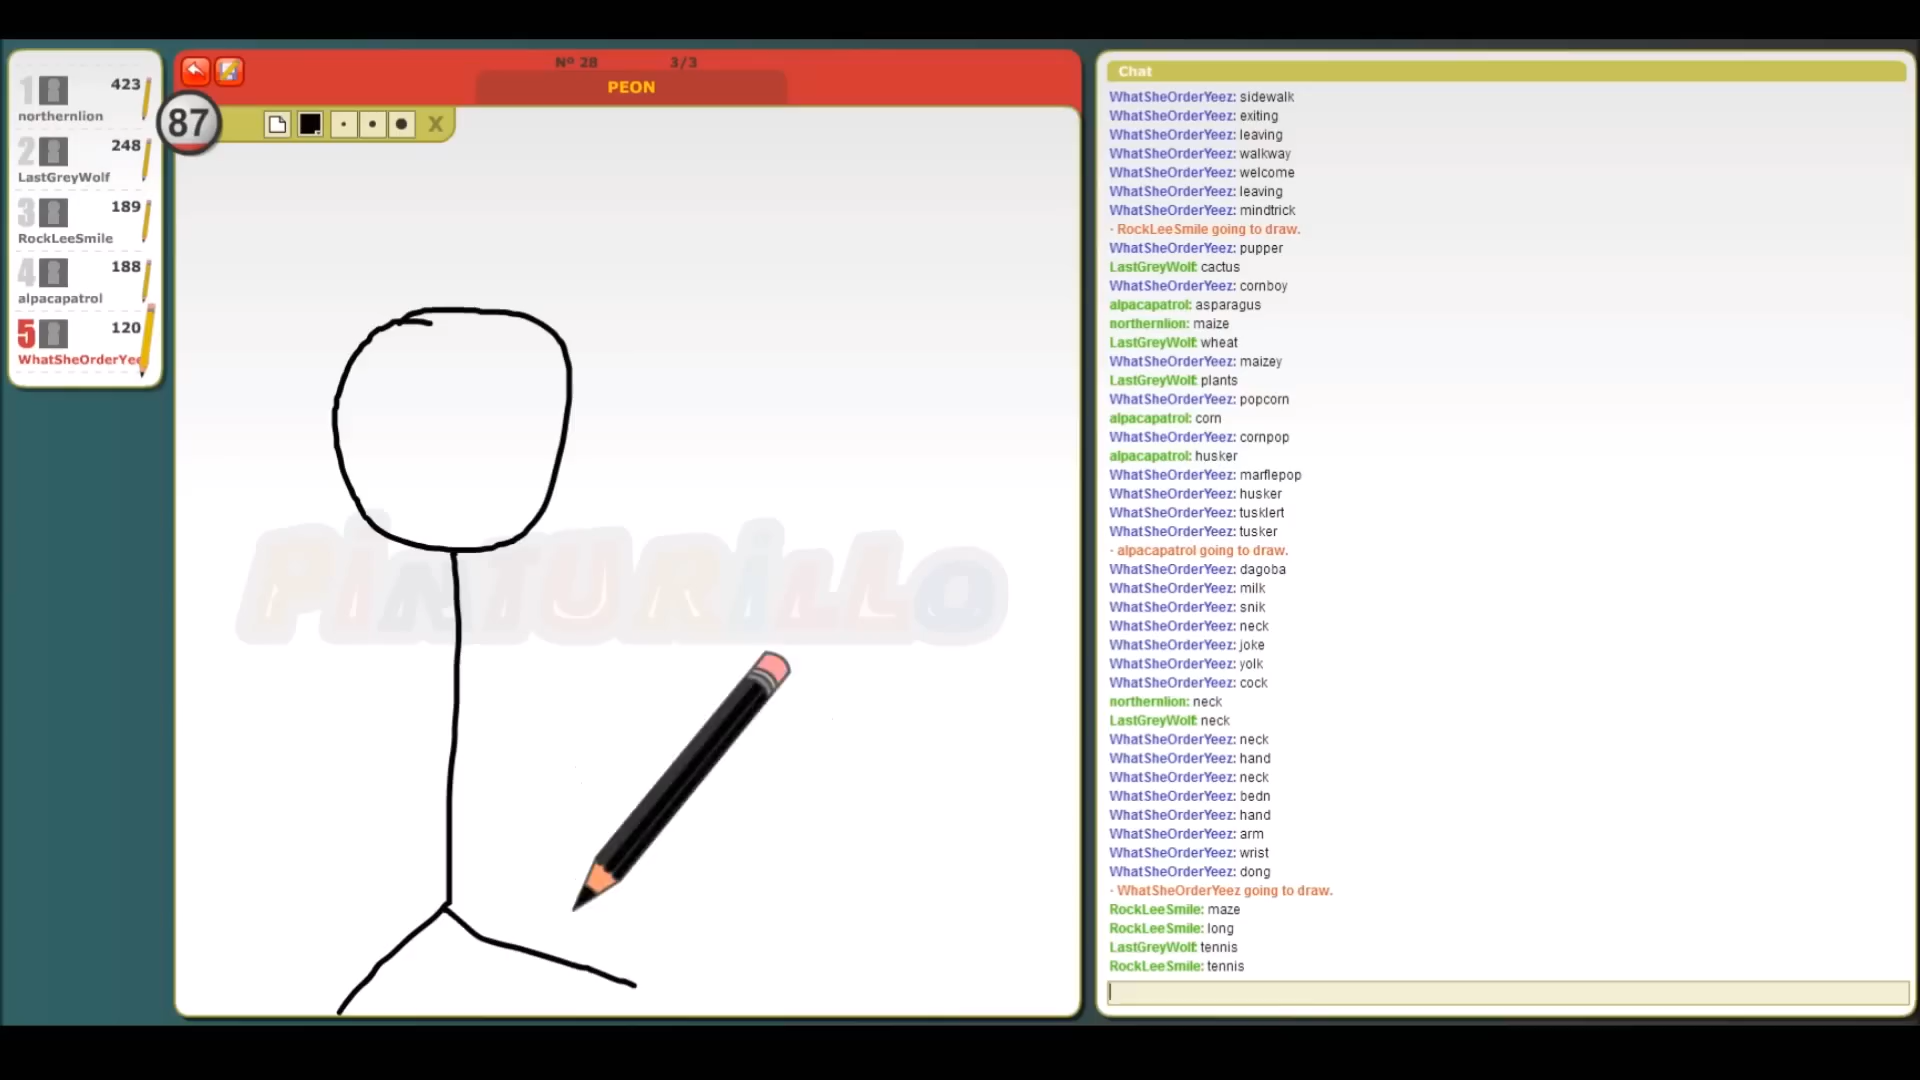 Nº 28 3/3
PEON
87
X
1 423
northernlion
2 248
LastGreyWolf
3 189
RockLeeSmile
4 188
alpacapatrol
5 120
WhatSheOrderYee
PINTURILLO
Chat
WhatSheOrderYeez: sidewalk
WhatSheOrderYeez: exiting
WhatSheOrderYeez: leaving
WhatSheOrderYeez: walkway
WhatSheOrderYeez: welcome
WhatSheOrderYeez: leaving
WhatSheOrderYeez: mindtrick
· RockLeeSmile going to draw.
WhatSheOrderYeez: pupper
LastGreyWolf: cactus
WhatSheOrderYeez: cornboy
alpacapatrol: asparagus
northernlion: maize
LastGreyWolf: wheat
WhatSheOrderYeez: maizey
LastGreyWolf: plants
WhatSheOrderYeez: popcorn
alpacapatrol: corn
WhatSheOrderYeez: cornpop
alpacapatrol: husker
WhatSheOrderYeez: marflepop
WhatSheOrderYeez: husker
WhatSheOrderYeez: tusklert
WhatSheOrderYeez: tusker
· alpacapatrol going to draw.
WhatSheOrderYeez: dagoba
WhatSheOrderYeez: milk
WhatSheOrderYeez: snik
WhatSheOrderYeez: neck
WhatSheOrderYeez: joke
WhatSheOrderYeez: yolk
WhatSheOrderYeez: cock
northernlion: neck
LastGreyWolf: neck
WhatSheOrderYeez: neck
WhatSheOrderYeez: hand
WhatSheOrderYeez: neck
WhatSheOrderYeez: bedn
WhatSheOrderYeez: hand
WhatSheOrderYeez: arm
WhatSheOrderYeez: wrist
WhatSheOrderYeez: dong
· WhatSheOrderYeez going to draw.
RockLeeSmile: maze
RockLeeSmile: long
LastGreyWolf: tennis
RockLeeSmile: tennis